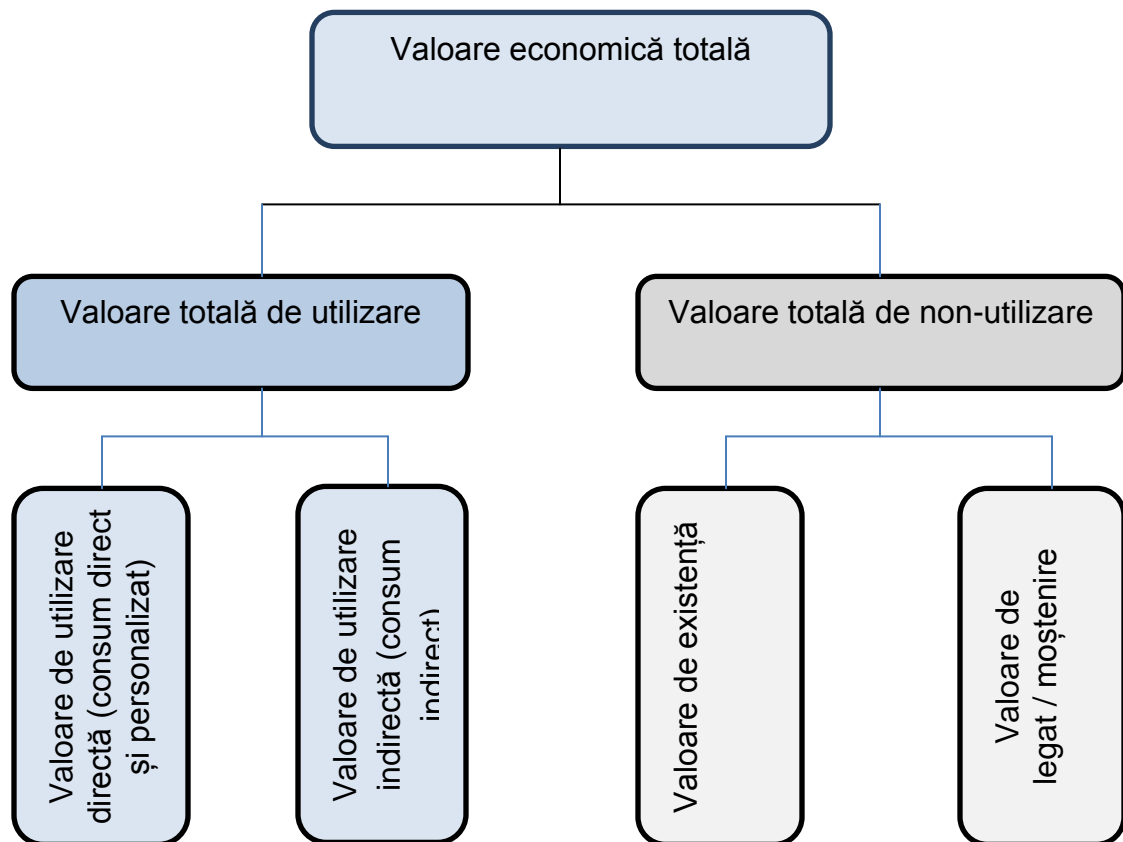 Valoare economică totală
Valoare totală de utilizare
Valoare totală de non-utilizare
Valoare de utilizare
directă (consum direct
și personalizat)
Valoare de utilizare
indirectă (consum
indirect)
Valoare de existență
Valoare de
legat / moștenire